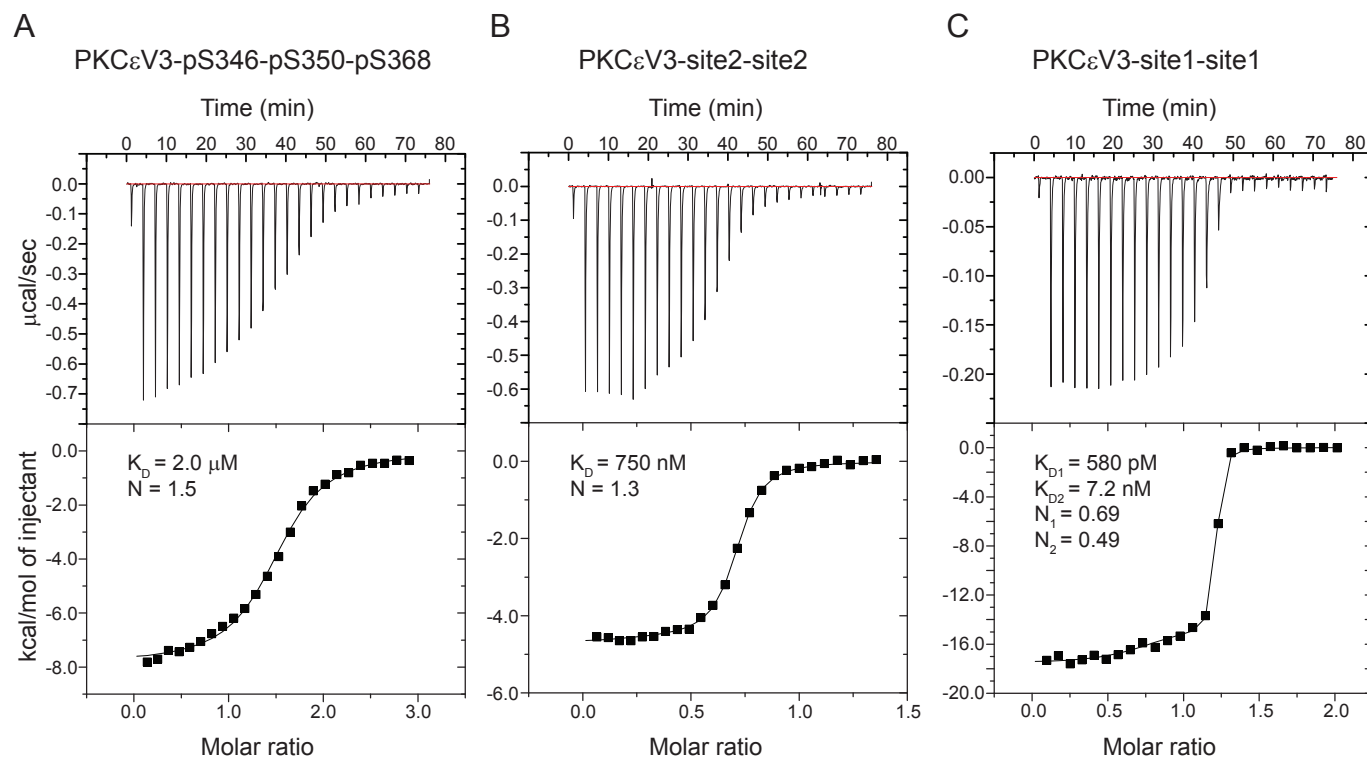 A
PKCεV3-pS346-pS350-pS368
Time (min)
0 10 20 30 40 50 60 70 80
0.0
-0.1
-0.2
-0.3
-0.4
-0.5
-0.6
-0.7
µcal/sec
0.0
-2.0
-4.0
-6.0
-8.0
kcal/mol of injectant
KD = 2.0 µM
N = 1.5
0.0 1.0 2.0 3.0
Molar ratio
B
PKCεV3-site2-site2
Time (min)
0 10 20 30 40 50 60 70 80
0.0
-0.1
-0.2
-0.3
-0.4
-0.5
-0.6
0.0
-2.0
-4.0
-6.0
KD = 750 nM
N = 1.3
0.0 0.5 1.0 1.5
Molar ratio
C
PKCεV3-site1-site1
Time (min)
0 10 20 30 40 50 60 70 80
0.00
-0.05
-0.10
-0.15
-0.20
0.0
-4.0
-8.0
-12.0
-16.0
-20.0
KD1 = 580 pM
KD2 = 7.2 nM
N1 = 0.69
N2 = 0.49
0.0 0.5 1.0 1.5 2.0
Molar ratio